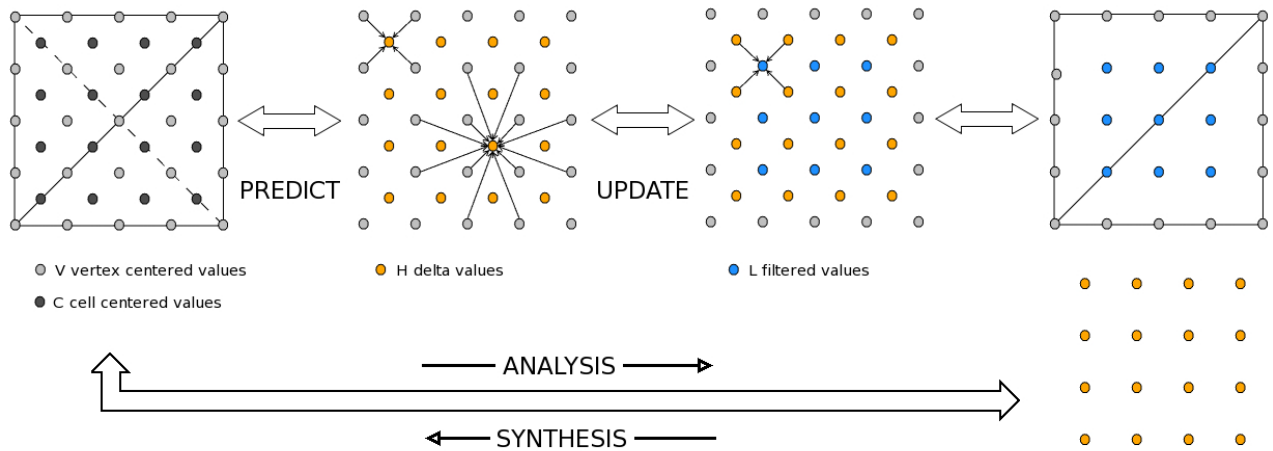 PREDICT
UPDATE
V vertex centered values
H delta values
L filtered values
C cell centered values
ANALYSIS
SYNTHESIS